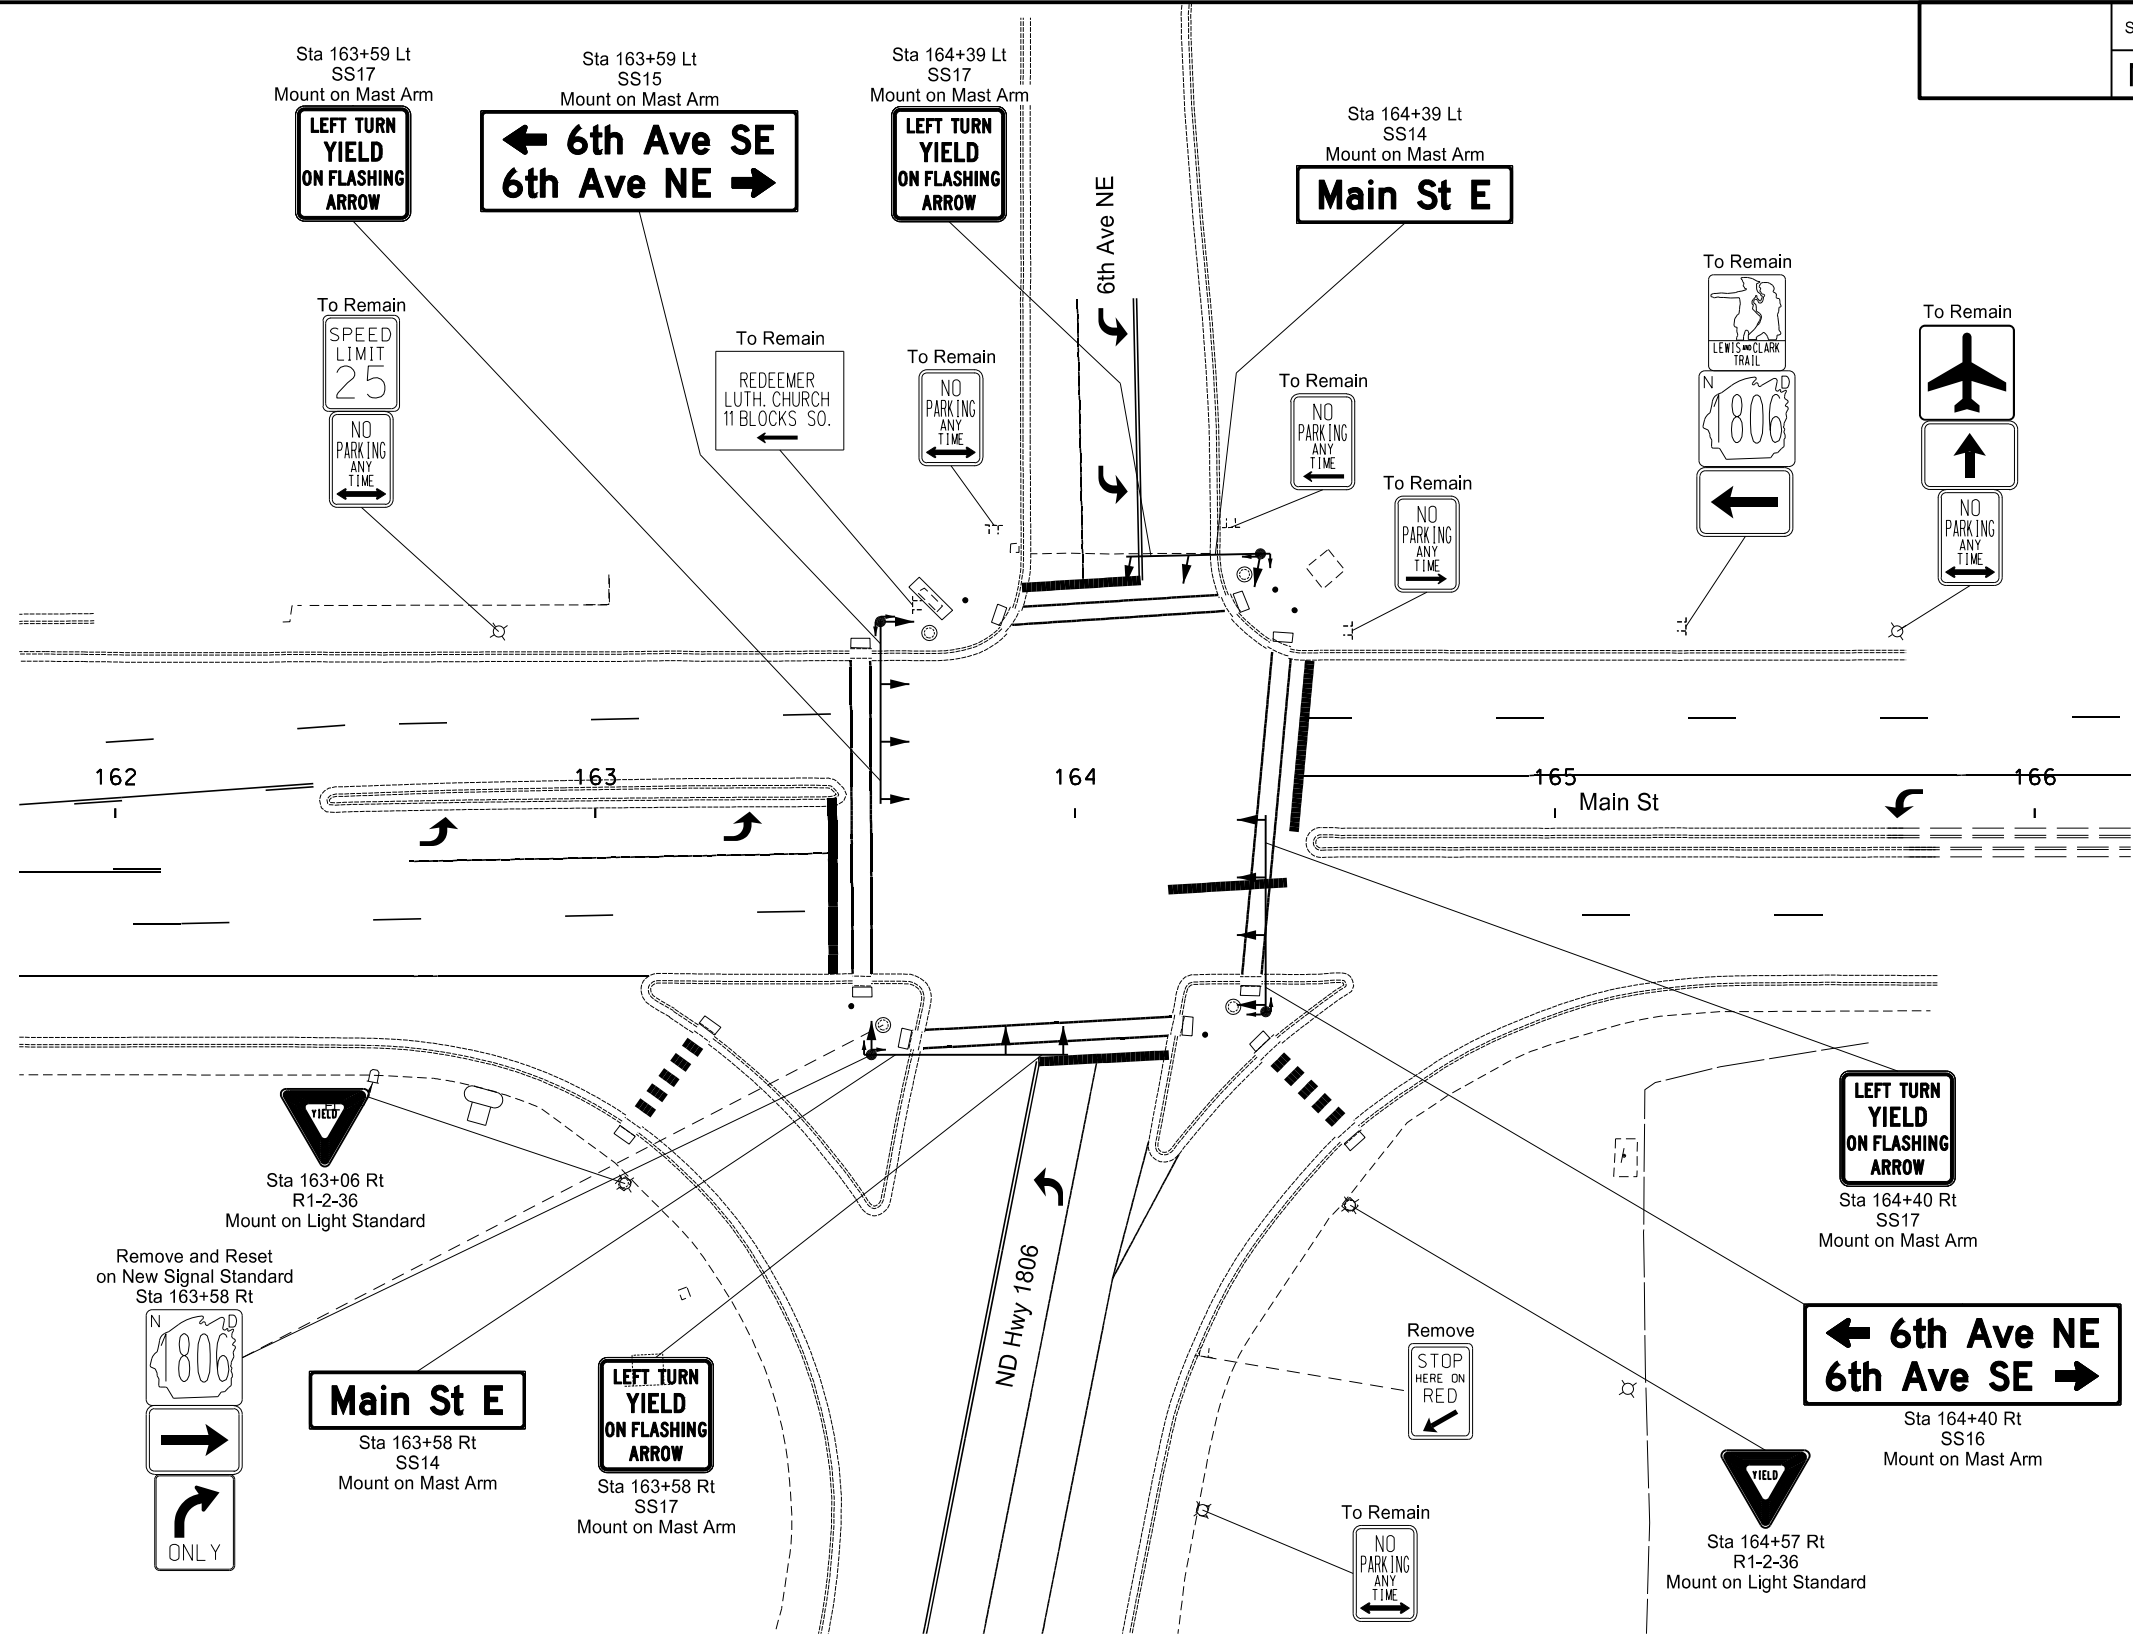 S
Sta 163+59 Lt
SS17
Mount on Mast Arm
LEFT TURN
YIELD
ON FLASHING
ARROW
Sta 163+59 Lt
SS15
Mount on Mast Arm
6th Ave SE
6th Ave NE
Sta 164+39 Lt
SS17
Mount on Mast Arm
LEFT TURN
YIELD
ON FLASHING
ARROW
Sta 164+39 Lt
SS14
Mount on Mast Arm
Main St E
6th Ave NE
To Remain
SPEED
LIMIT
25
NO
PARKING
ANY
TIME
To Remain
REDEEMER
LUTH. CHURCH
11 BLOCKS SO.
To Remain
NO
PARKING
ANY
TIME
To Remain
NO
PARKING
ANY
TIME
To Remain
NO
PARKING
ANY
TIME
To Remain
LEWIS AND CLARK
TRAIL
N D
1806
To Remain
NO
PARKING
ANY
TIME
162
163
164
165
166
Main St
YIELD
Sta 163+06 Rt
R1-2-36
Mount on Light Standard
Remove and Reset
on New Signal Standard
Sta 163+58 Rt
N D
1806
ONLY
Main St E
Sta 163+58 Rt
SS14
Mount on Mast Arm
LEFT TURN
YIELD
ON FLASHING
ARROW
Sta 163+58 Rt
SS17
Mount on Mast Arm
ND Hwy 1806
Remove
STOP
HERE ON
RED
To Remain
NO
PARKING
ANY
TIME
LEFT TURN
YIELD
ON FLASHING
ARROW
Sta 164+40 Rt
SS17
Mount on Mast Arm
6th Ave NE
6th Ave SE
Sta 164+40 Rt
SS16
Mount on Mast Arm
YIELD
Sta 164+57 Rt
R1-2-36
Mount on Light Standard